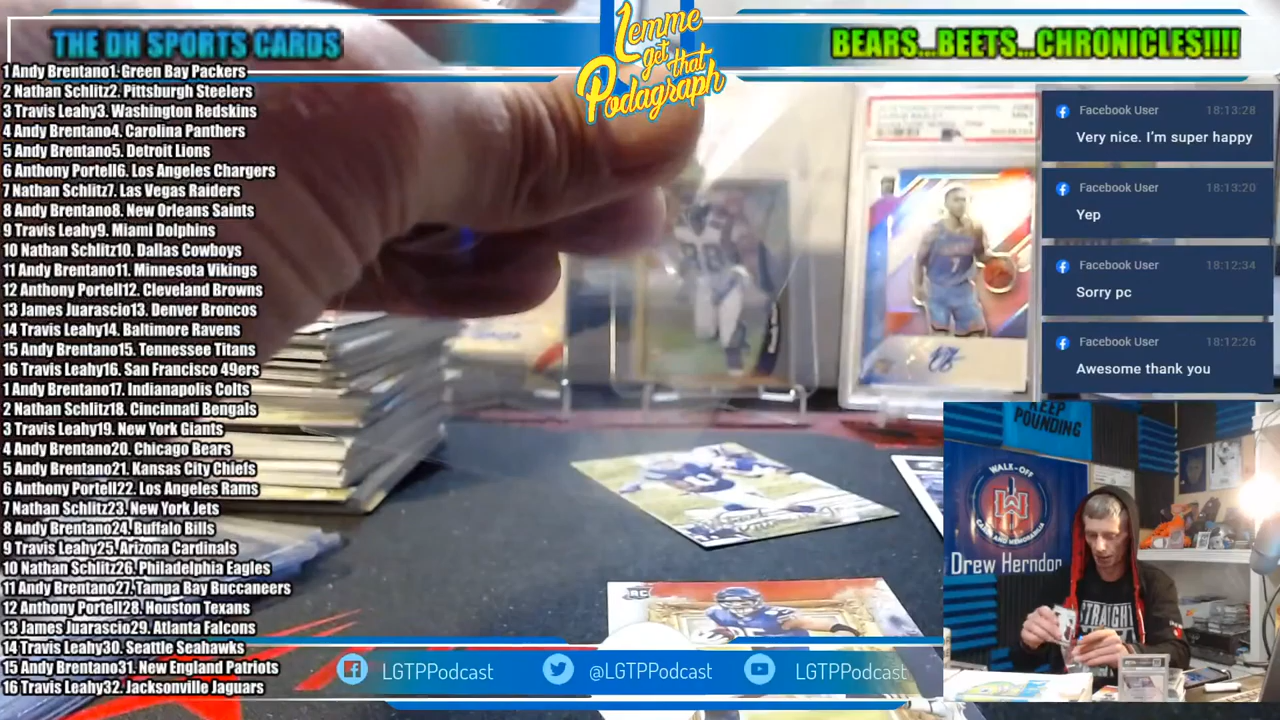 THE DH SPORTS CARDS
Lemme
get
that
Podagraph
BEARS...BEETS...CHRONICLES!!!!
1 Andy Brentano1. Green Bay Packers
2 Nathan Schlitz2. Pittsburgh Steelers
3 Travis Leahy3. Washington Redskins
4 Andy Brentano4. Carolina Panthers
5 Andy Brentano5. Detroit Lions
6 Anthony Portell6. Los Angeles Chargers
7 Nathan Schlitz7. Las Vegas Raiders
8 Andy Brentano8. New Orleans Saints
9 Travis Leahy9. Miami Dolphins
10 Nathan Schlitz10. Dallas Cowboys
11 Andy Brentano11. Minnesota Vikings
12 Anthony Portell12. Cleveland Browns
13 James Juarascio13. Denver Broncos
14 Travis Leahy14. Baltimore Ravens
15 Andy Brentano15. Tennessee Titans
16 Travis Leahy16. San Francisco 49ers
1 Andy Brentano17. Indianapolis Colts
2 Nathan Schlitz18. Cincinnati Bengals
3 Travis Leahy19. New York Giants
4 Andy Brentano20. Chicago Bears
5 Andy Brentano21. Kansas City Chiefs
6 Anthony Portell22. Los Angeles Rams
7 Nathan Schlitz23. New York Jets
8 Andy Brentano24. Buffalo Bills
9 Travis Leahy25. Arizona Cardinals
10 Nathan Schlitz26. Philadelphia Eagles
11 Andy Brentano27. Tampa Bay Buccaneers
12 Anthony Portell28. Houston Texans
13 James Juarascio29. Atlanta Falcons
14 Travis Leahy30. Seattle Seahawks
15 Andy Brentano31. New England Patriots
16 Travis Leahy32. Jacksonville Jaguars
Facebook User 18:13:28
Very nice. I'm super happy
Facebook User 18:13:20
Yep
Facebook User 18:12:34
Sorry pc
Facebook User 18:12:26
Awesome thank you
KEEP
POUNDING
WALK-OFF
CARDS AND MEMORABILIA
Drew Herndon
STRAIGHT
RC
LGTPPodcast
@LGTPPodcast
LGTPPodcast